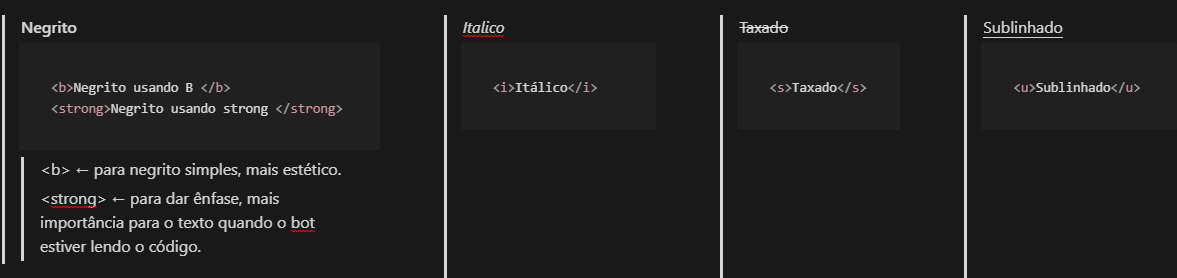 Negrito
<b>Negrito usando B </b>
<strong>Negrito usando strong </strong>
<b> ← para negrito simples, mais estético.
<strong> ← para dar ênfase, mais
importância para o texto quando o bot
estiver lendo o código.
Italico
<i>Itálico</i>
Taxado
<s>Taxado</s>
Sublinhado
<u>Sublinhado</u>